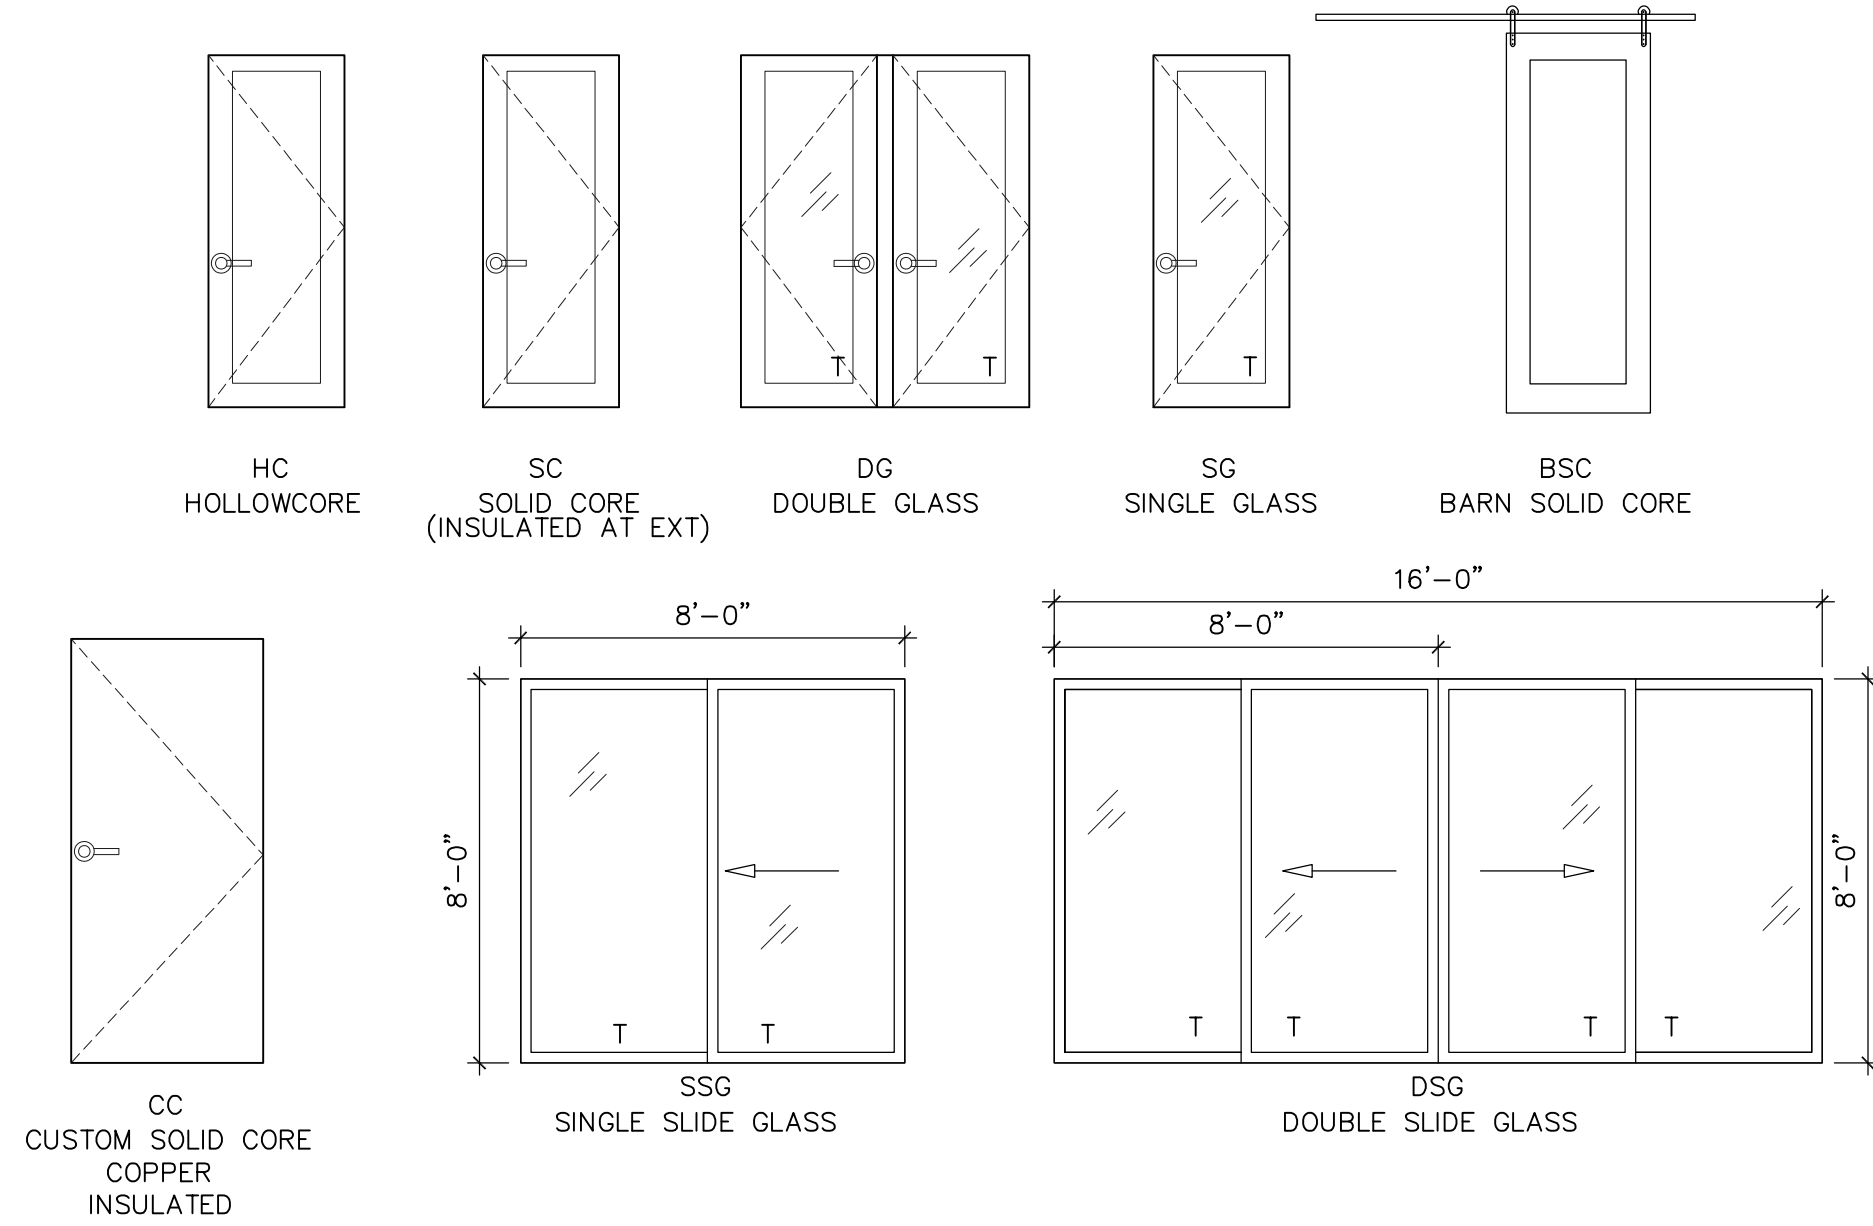 T
T
T
HC
HOLLOWCORE
SC
SOLID CORE
(INSULATED AT EXT)
DG
DOUBLE GLASS
SG
SINGLE GLASS
BSC
BARN SOLID CORE
CC
CUSTOM SOLID CORE
COPPER
INSULATED
8'-0"
8'-0"
T
T
SSG
SINGLE SLIDE GLASS
16'-0"
8'-0"
8'-0"
T
T
T
T
DSG
DOUBLE SLIDE GLASS